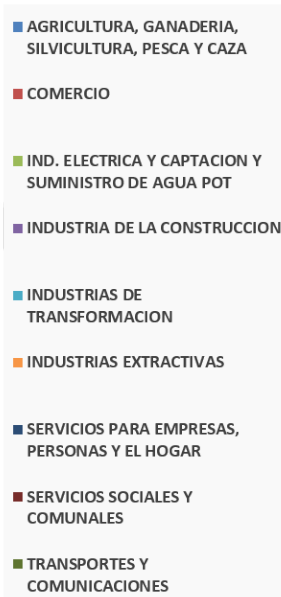 AGRICULTURA, GANADERIA,
SILVICULTURA, PESCA Y CAZA
COMERCIO
IND. ELECTRICA Y CAPTACION Y
SUMINISTRO DE AGUA POT
INDUSTRIA DE LA CONSTRUCCION
INDUSTRIAS DE
TRANSFORMACION
INDUSTRIAS EXTRACTIVAS
SERVICIOS PARA EMPRESAS,
PERSONAS Y EL HOGAR
SERVICIOS SOCIALES Y
COMUNALES
TRANSPORTES Y
COMUNICACIONES